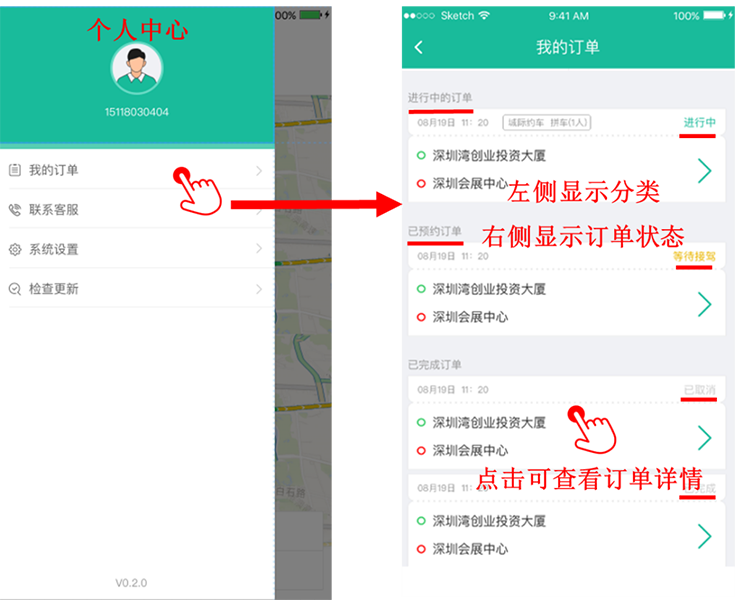 00%
个人中心
15118030404
我的订单
联系客服
系统设置
检查更新
V0.2.0
白石路
Sketch 9:41 AM 100%
我的订单
进行中的订单
08月19日 11：20 城际约车 拼车(1人) 进行中
深圳湾创业投资大厦
深圳会展中心
左侧显示分类
已预约订单
右侧显示订单状态
08月19日 11：20 等待接驾
深圳湾创业投资大厦
深圳会展中心
已完成订单
08月19日 11：20 已取消
深圳湾创业投资大厦
深圳会展中心
点击可查看订单详情
08月19日 11：20 完成
深圳湾创业投资大厦
深圳会展中心